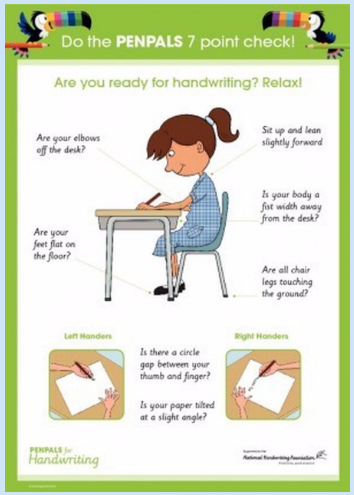 Do the PENPALS 7 point check!
Are you ready for handwriting? Relax!
Are your elbows
off the desk?
Sit up and lean
slightly forward
Is your body a
fist width away
from the desk?
Are your
feet flat on
the floor?
Are all chair
legs touching
the ground?
Left Handers
Right Handers
Is there a circle
gap between your
thumb and finger?
Is your paper tilted
at a slight angle?
PENPALS for
Handwriting
National Handwriting Association